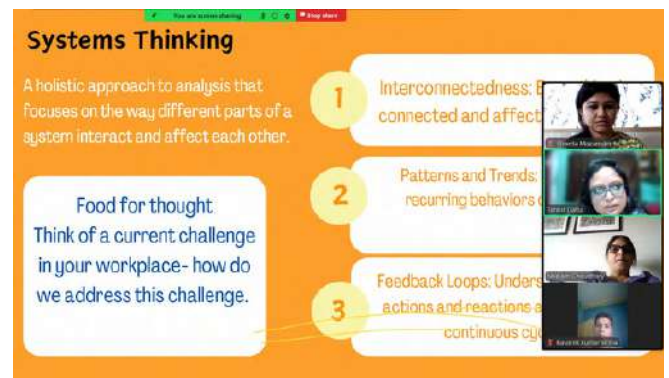 You are screen sharing
Stop share
Systems Thinking
A holistic approach to analysis that
focuses on the way different parts of a
system interact and affect each other.
Food for thought
Think of a current challenge
in your workplace- how do
we address this challenge.
1
Interconnectedness:
connected and affect
2
Patterns and Trends:
recurring behaviors
3
Feedback Loops:
actions and reactions
continuous